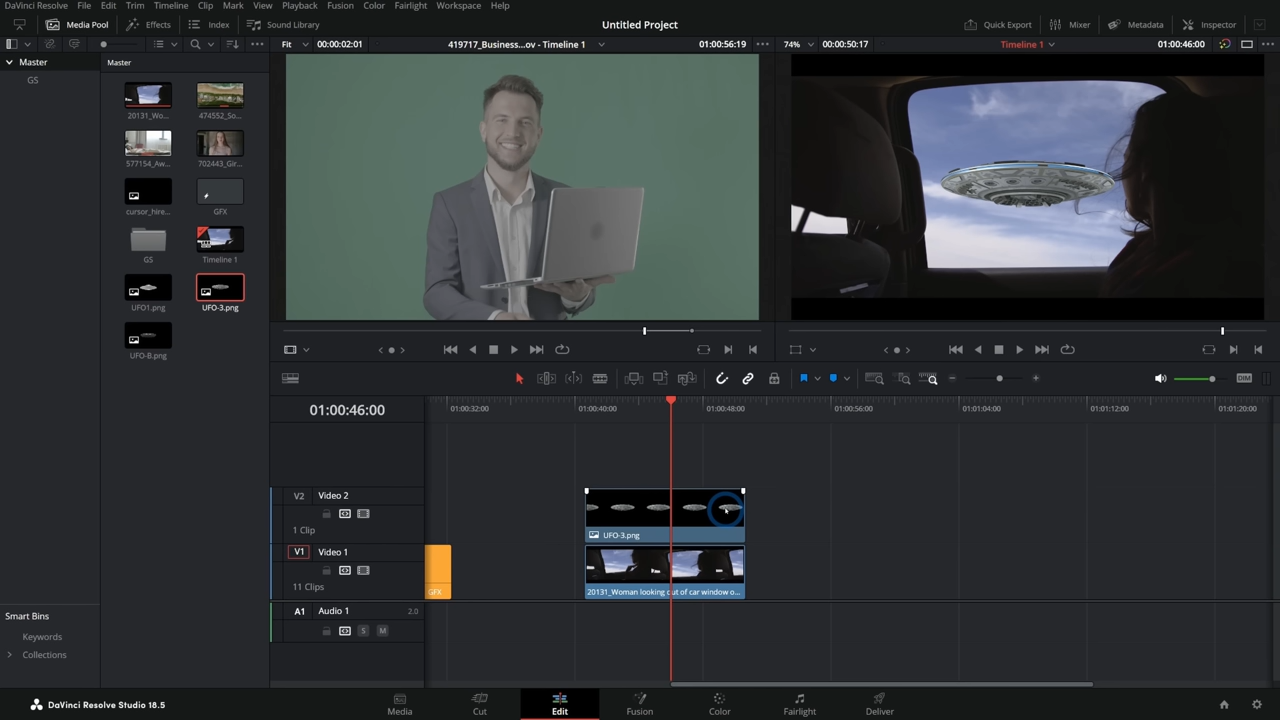 DaVinci Resolve File Edit Trim Timeline Clip Mark View Playback Fusion Color Fairlight Workspace Help
Media Pool Effects Index Sound Library Untitled Project Quick Export Mixer Metadata Inspector
Fit 00:00:02:01 419717_Business...ov - Timeline 1 01:00:56:19 74% 00:00:50:17 Timeline 1 01:00:46:00
Master Master
GS
20131_Wo... 474552_So...
577154_Aw... 702443_Gir...
cursor_hire... GFX
GS Timeline 1
UFO1.png UFO-3.png
UFO-B.png
DIM
01:00:46:00 01:00:32:00 01:00:40:00 01:00:48:00 01:00:56:00 01:01:04:00 01:01:12:00 01:01:20:00
V2 Video 2
1 Clip
UFO-3.png
V1 Video 1
11 Clips
GFX 20131_Woman looking out of car window o...
A1 Audio 1 2.0
S M
Smart Bins
Keywords
Collections
DaVinci Resolve Studio 18.5
Media Cut Edit Fusion Color Fairlight Deliver